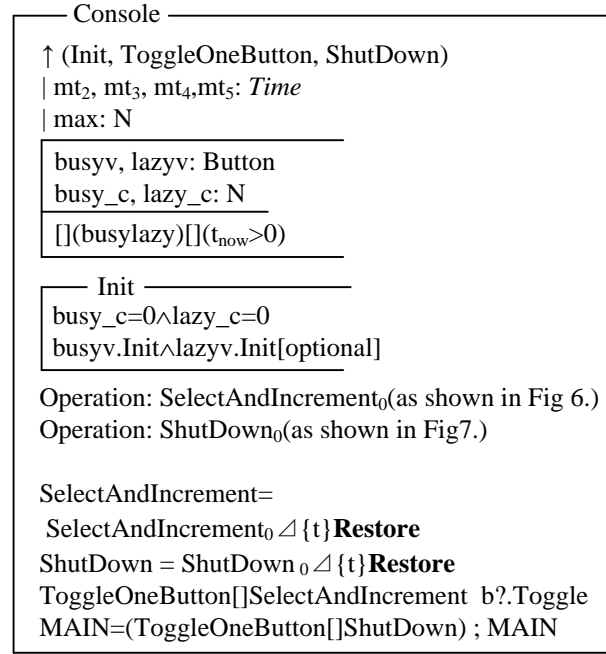 Console
↑ (Init, ToggleOneButton, ShutDown)
| mt₂, mt₃, mt₄,mt₅: Time
| max: N
busyv, lazyv: Button
busy_c, lazy_c: N
[](busylazy)[](tₙₒw>0)
Init
busy_c=0∧lazy_c=0
busyv.Init∧lazyv.Init[optional]
Operation: SelectAndIncrement₀(as shown in Fig 6.)
Operation: ShutDown₀(as shown in Fig7.)
SelectAndIncrement=
SelectAndIncrement₀⊿{t}Restore
ShutDown = ShutDown ₀⊿{t}Restore
ToggleOneButton[]SelectAndIncrement b?.Toggle
MAIN=(ToggleOneButton[]ShutDown) ; MAIN